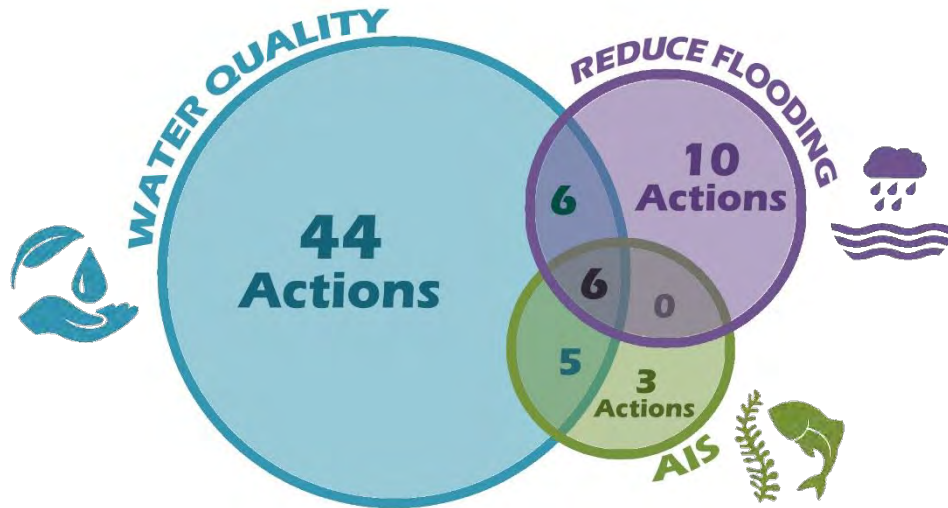 WATER QUALITY
REDUCE FLOODING
44
Actions
6
10
Actions
6
0
5
3
Actions
AIS